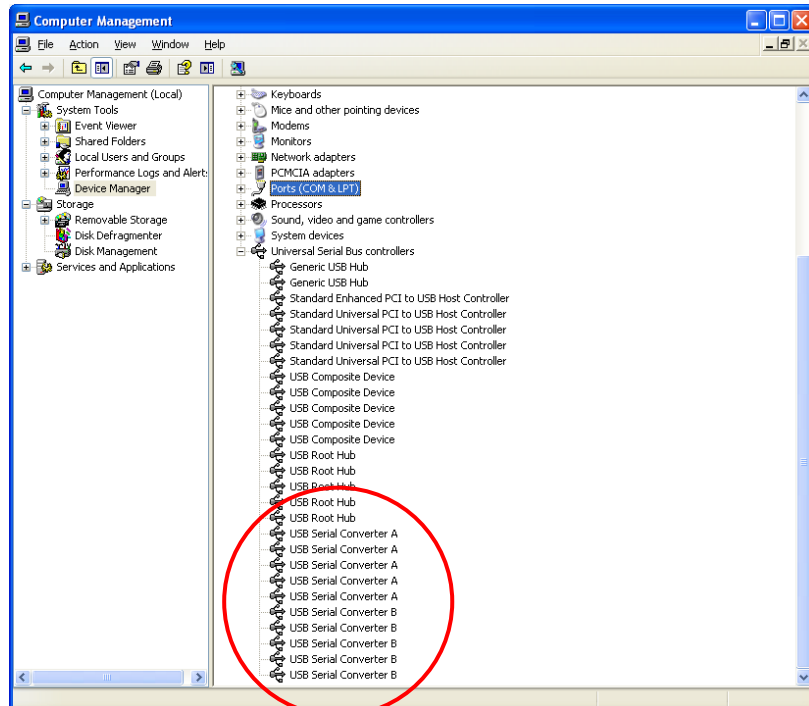 Computer Management
File Action View Window Help
Computer Management (Local)
System Tools
Event Viewer
Shared Folders
Local Users and Groups
Performance Logs and Alert
Device Manager
Storage
Removable Storage
Disk Defragmenter
Disk Management
Services and Applications
Keyboards
Mice and other pointing devices
Modems
Monitors
Network adapters
PCMCIA adapters
Ports (COM & LPT)
Processors
Sound, video and game controllers
System devices
Universal Serial Bus controllers
Generic USB Hub
Generic USB Hub
Standard Enhanced PCI to USB Host Controller
Standard Universal PCI to USB Host Controller
Standard Universal PCI to USB Host Controller
Standard Universal PCI to USB Host Controller
Standard Universal PCI to USB Host Controller
USB Composite Device
USB Composite Device
USB Composite Device
USB Composite Device
USB Composite Device
USB Root Hub
USB Root Hub
USB Root Hub
USB Root Hub
USB Root Hub
USB Serial Converter A
USB Serial Converter A
USB Serial Converter A
USB Serial Converter A
USB Serial Converter A
USB Serial Converter B
USB Serial Converter B
USB Serial Converter B
USB Serial Converter B
USB Serial Converter B